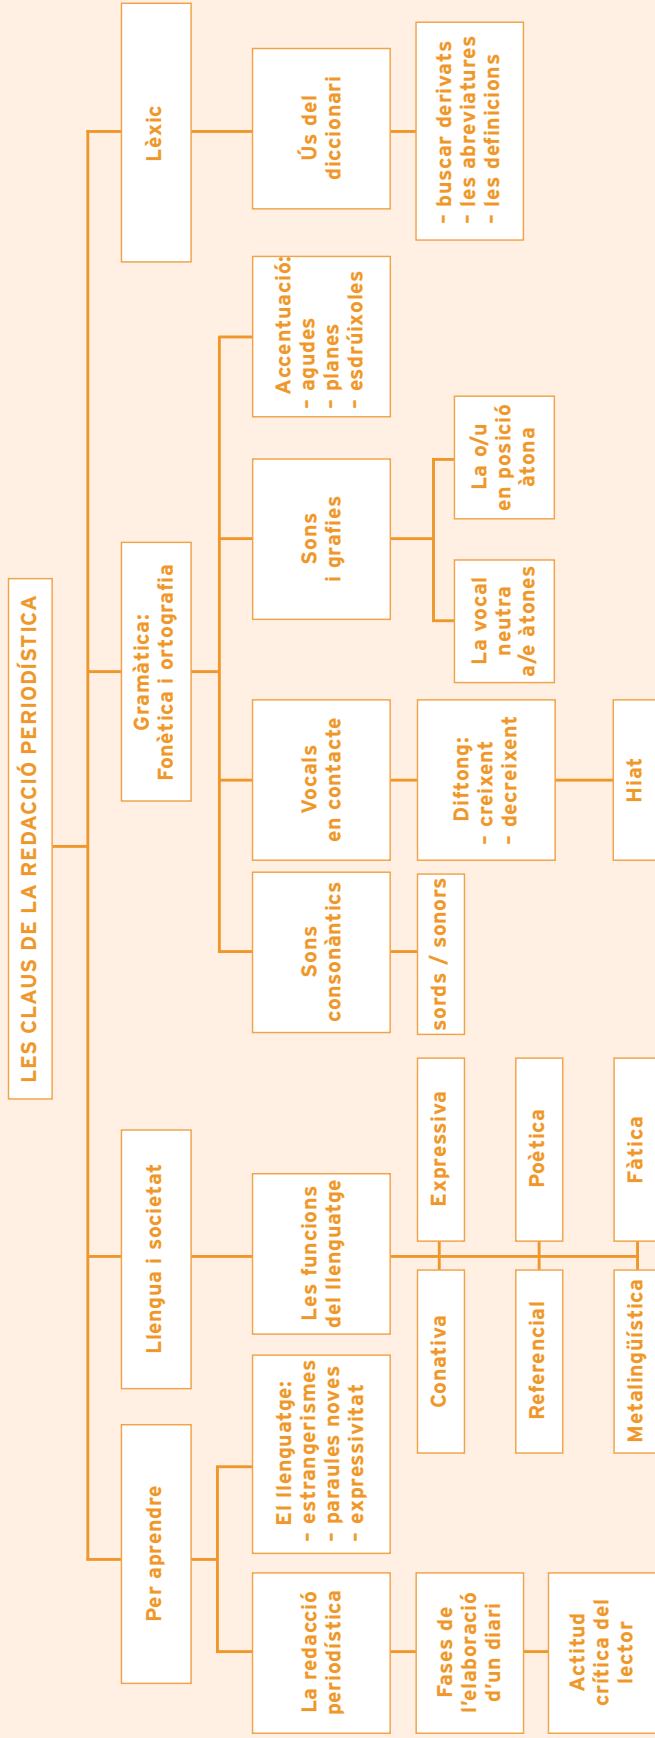 LES CLAUS DE LA REDACCIÓ PERIODÍSTICA
Per aprendre
Llengua i societat
Gramàtica:
Fonètica i ortografia
Lèxic
La redacció
periodística
El llenguatge:
- estrangerismes
- paraules noves
- expressivitat
Les funcions
del llenguatge
Sons
consonàntics
Vocals
en contacte
Sons
i grafies
Accentuació:
- agudes
- planes
- esdrúixoles
Ús del
diccionari
Fases de
l'elaboració
d'un diari
Conativa
Expressiva
sords / sonors
Diftong:
- creixent
- decreixent
La vocal
neutra
a/e àtones
La o/u
en posició
àtona
- buscar derivats
- les abreviatures
- les definicions
Actitud
crítica del
lector
Referencial
Poètica
Metalingüística
Fàtica
Hiat